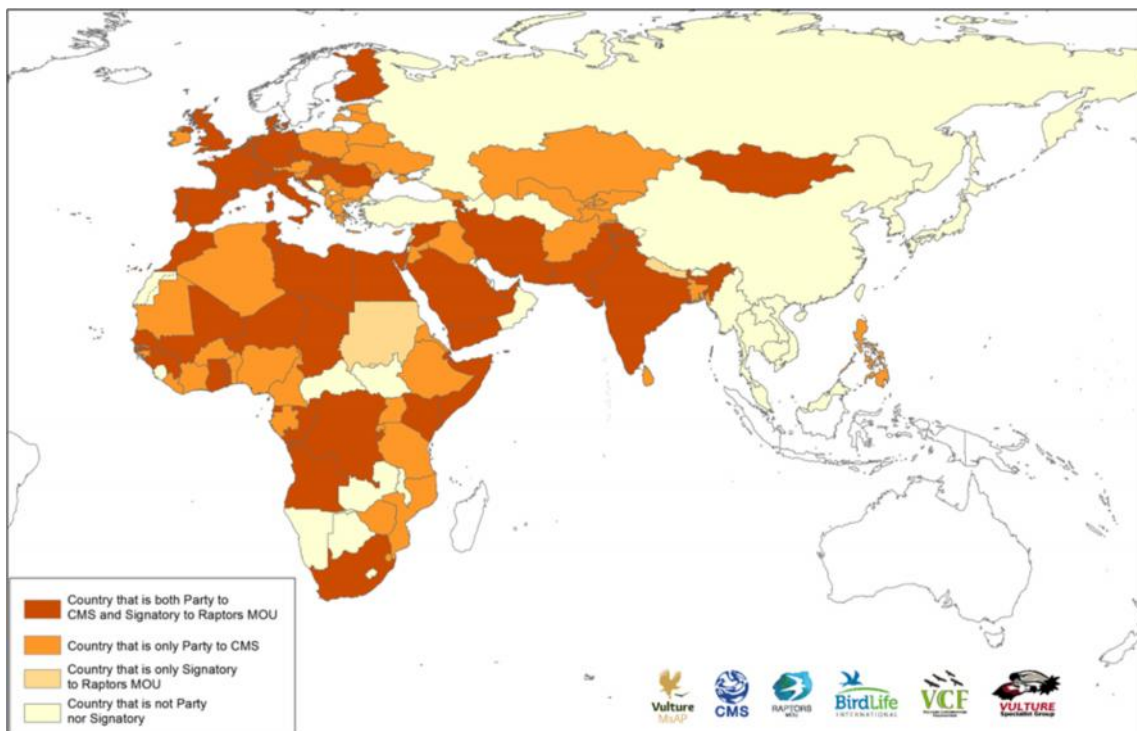 Country that is both Party to
CMS and Signatory to Raptors MOU
Country that is only Party to CMS
Country that is only Signatory
to Raptors MOU
Country that is not Party
nor Signatory
Vulture
MsAP
CMS
RAPTORS
MOU
BirdLife
INTERNATIONAL
VCF
VULTURE
Specialist Group